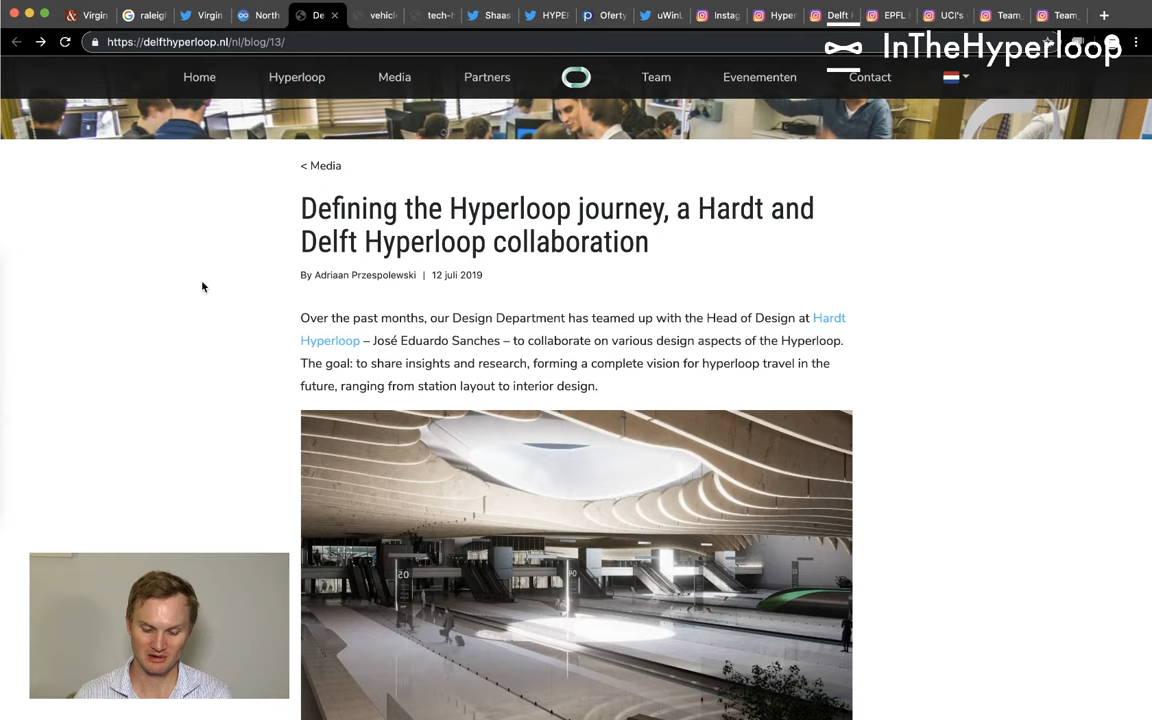 Virgin
raleigl
Virgin
North
De
vehicl
tech-l
Shaas
HYPEF
Oferty
uWinL
Instag
Hyper
Delft
EPFL
UCI's
Team_
Team_
https://delfthyperloop.nl/nl/blog/13/
InTheHyperloop
Home
Hyperloop
Media
Partners
Team
Evenementen
Contact
< Media
Defining the Hyperloop journey, a Hardt and
Delft Hyperloop collaboration
By Adriaan Przespolewski | 12 juli 2019
Over the past months, our Design Department has teamed up with the Head of Design at Hardt
Hyperloop – José Eduardo Sanches – to collaborate on various design aspects of the Hyperloop.
The goal: to share insights and research, forming a complete vision for hyperloop travel in the
future, ranging from station layout to interior design.
20